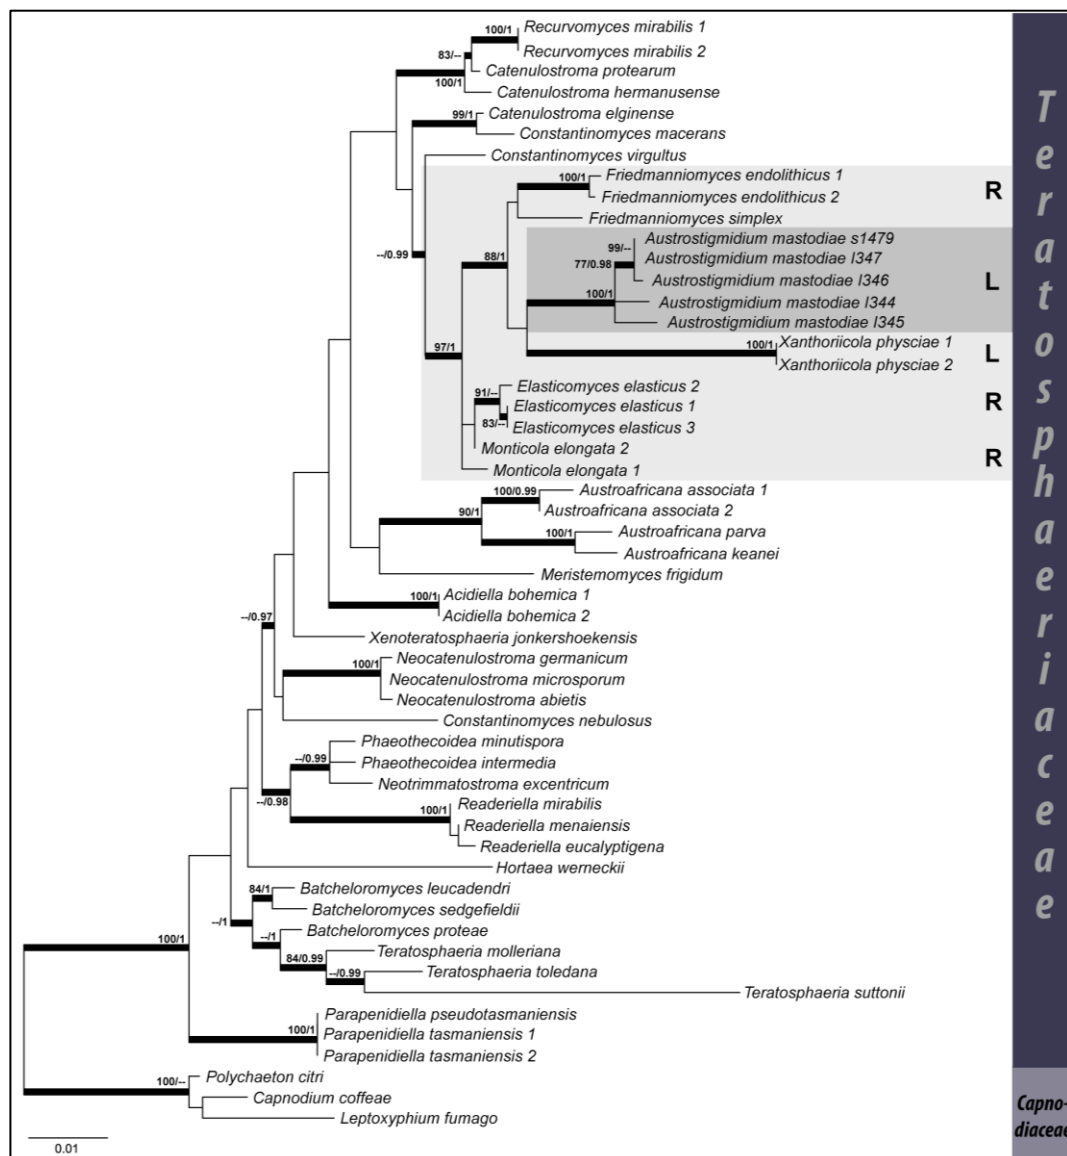 100/1
Recurvomyces mirabilis 1
Recurvomyces mirabilis 2
83/--
Catenulostroma protearum
100/1
Catenulostroma hermanusense
99/1
Catenulostroma elginense
Constantinomyces macerans
Constantinomyces virgultus
100/1
Friedmanniomyces endolithicus 1
R
Friedmanniomyces endolithicus 2
Friedmanniomyces simplex
--/0.99
88/1
99/--
Austrostigmidium mastodiae s1479
77/0.98
Austrostigmidium mastodiae l347
Austrostigmidium mastodiae l346
L
100/1
Austrostigmidium mastodiae l344
Austrostigmidium mastodiae l345
100/1
Xanthoriicola physciae 1
L
97/1
Xanthoriicola physciae 2
91/--
Elasticomyces elasticus 2
R
Elasticomyces elasticus 1
83/--
Elasticomyces elasticus 3
Monticola elongata 2
R
Monticola elongata 1
100/0.99
Austroafricana associata 1
90/1
Austroafricana associata 2
100/1
Austroafricana parva
Austroafricana keanei
Meristemomyces frigidum
100/1
Acidiella bohemica 1
--/0.97
Acidiella bohemica 2
Xenoteratosphaeria jonkershoekensis
100/1
Neocatenulostroma germanicum
Neocatenulostroma microsporum
Neocatenulostroma abietis
Constantinomyces nebulosus
Phaeothecoidea minutispora
--/0.99
Phaeothecoidea intermedia
Neotrimmatostroma excentricum
--/0.98
100/1
Readeriella mirabilis
Readeriella menaiensis
Readeriella eucalyptigena
Hortaea werneckii
84/1
Batcheloromyces leucadendri
Batcheloromyces sedgefieldii
--/1
--/1
Batcheloromyces proteae
100/1
84/0.99
Teratosphaeria molleriana
--/0.99
Teratosphaeria toledana
Teratosphaeria suttonii
Parapenidiella pseudotasmaniensis
100/1
Parapenidiella tasmaniensis 1
Parapenidiella tasmaniensis 2
100/--
Polychaeton citri
Capnodium coffeae
Leptoxyphium fumago
0.01
Teratosphaeriaceae
Capno-
diaceae